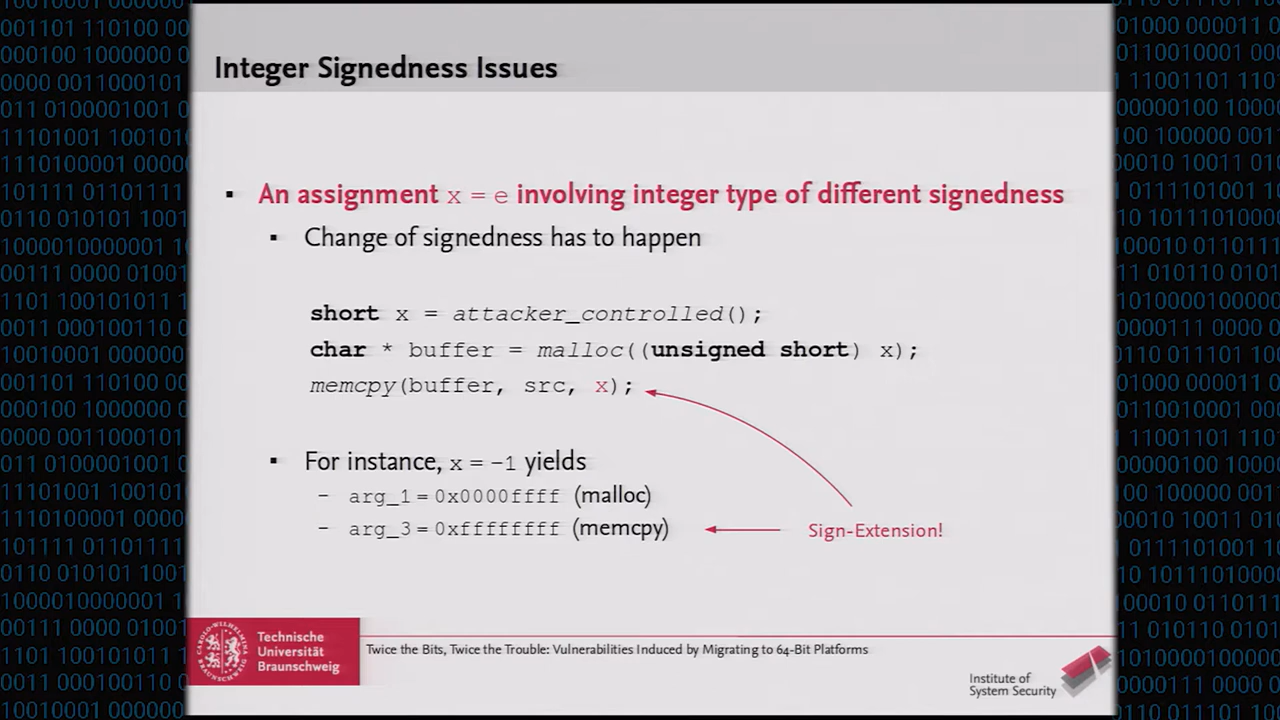 Integer Signedness Issues
▪ An assignment x = e involving integer type of different signedness
▪ Change of signedness has to happen
short x = attacker_controlled();
char * buffer = malloc((unsigned short) x);
memcpy(buffer, src, x);
▪ For instance, x = −1 yields
– arg_1 = 0x0000ffff (malloc)
– arg_3 = 0xffffffff (memcpy)
Sign-Extension!
Technische
Universität
Braunschweig
Twice the Bits, Twice the Trouble: Vulnerabilities Induced by Migrating to 64-Bit Platforms
Institute of
System Security